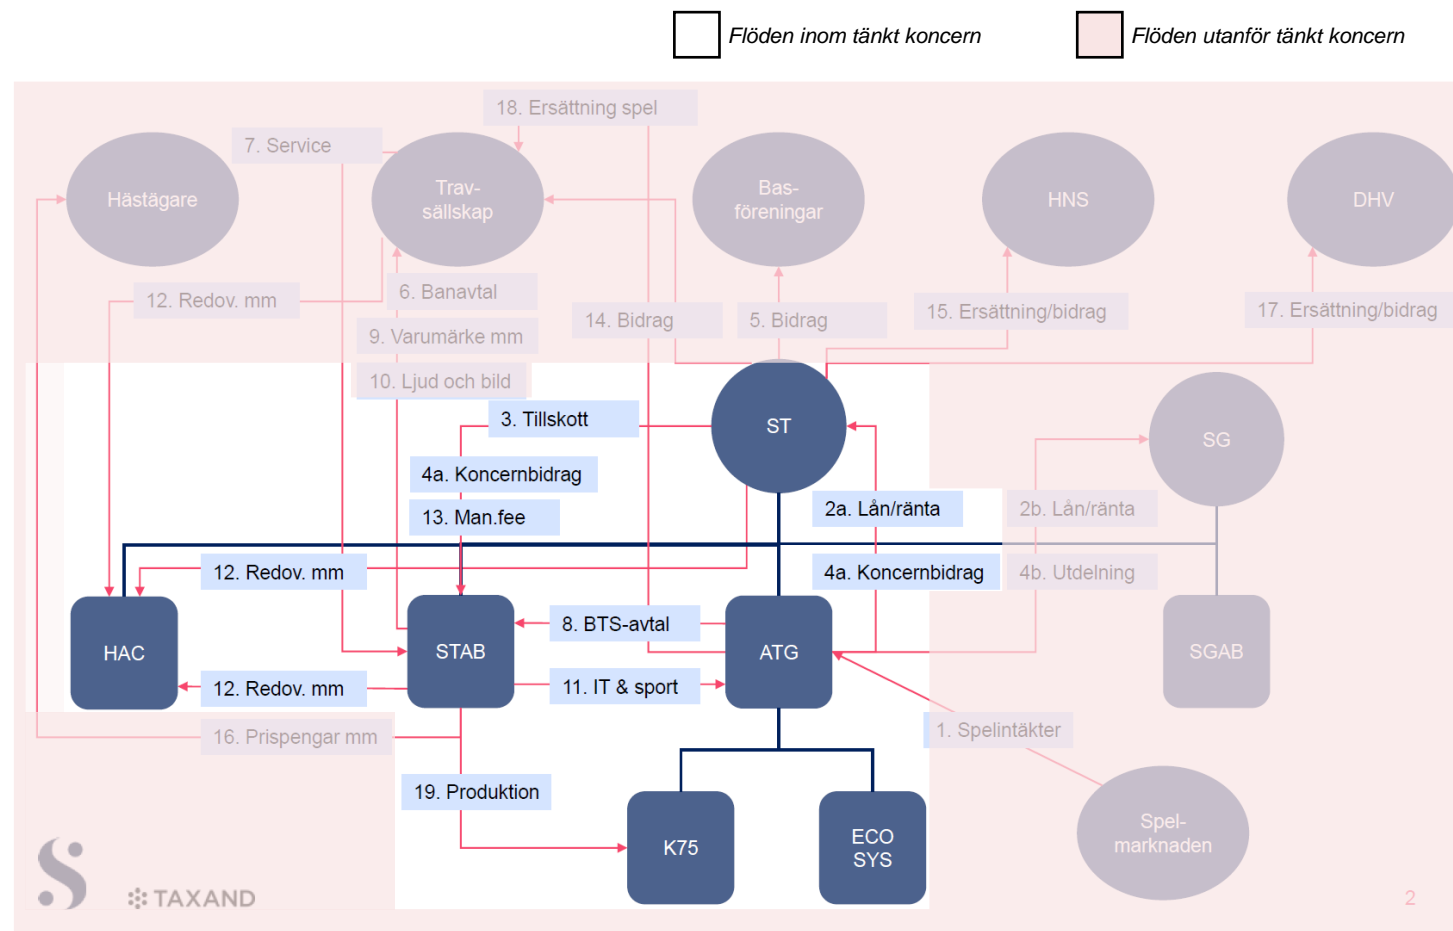 Flöden inom tänkt koncern
Flöden utanför tänkt koncern
18. Ersättning spel
7. Service
Hästägare
Trav-
sällskap
Bas-
föreningar
HNS
DHV
12. Redov. mm
6. Banavtal
9. Varumärke mm
14. Bidrag
5. Bidrag
15. Ersättning/bidrag
17. Ersättning/bidrag
10. Ljud och bild
3. Tillskott
ST
SG
4a. Koncernbidrag
13. Man.fee
2a. Lån/ränta
2b. Lån/ränta
12. Redov. mm
4a. Koncernbidrag
4b. Utdelning
HAC
STAB
8. BTS-avtal
ATG
SGAB
12. Redov. mm
11. IT & sport
16. Prispengar mm
1. Spelintäkter
19. Produktion
K75
ECO
SYS
Spel-
marknaden
TAXAND
2